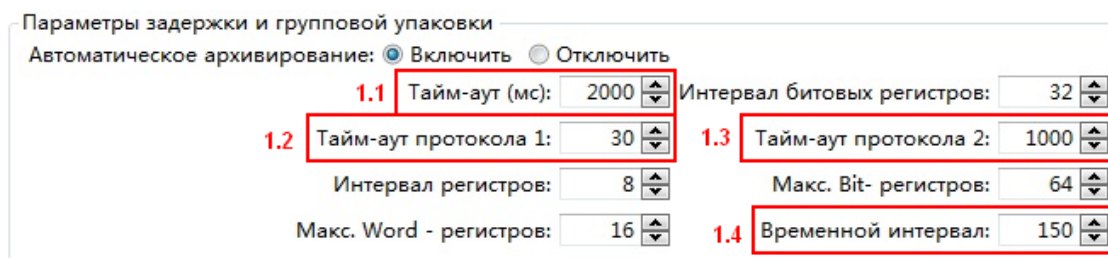 Параметры задержки и групповой упаковки
Автоматическое архивирование: Включить Отключить
1.1 Тайм-аут (мс): 2000 Интервал битовых регистров: 32
1.2 Тайм-аут протокола 1: 30 1.3 Тайм-аут протокола 2: 1000
Интервал регистров: 8 Макс. Bit- регистров: 64
Макс. Word - регистров: 16 1.4 Временной интервал: 150